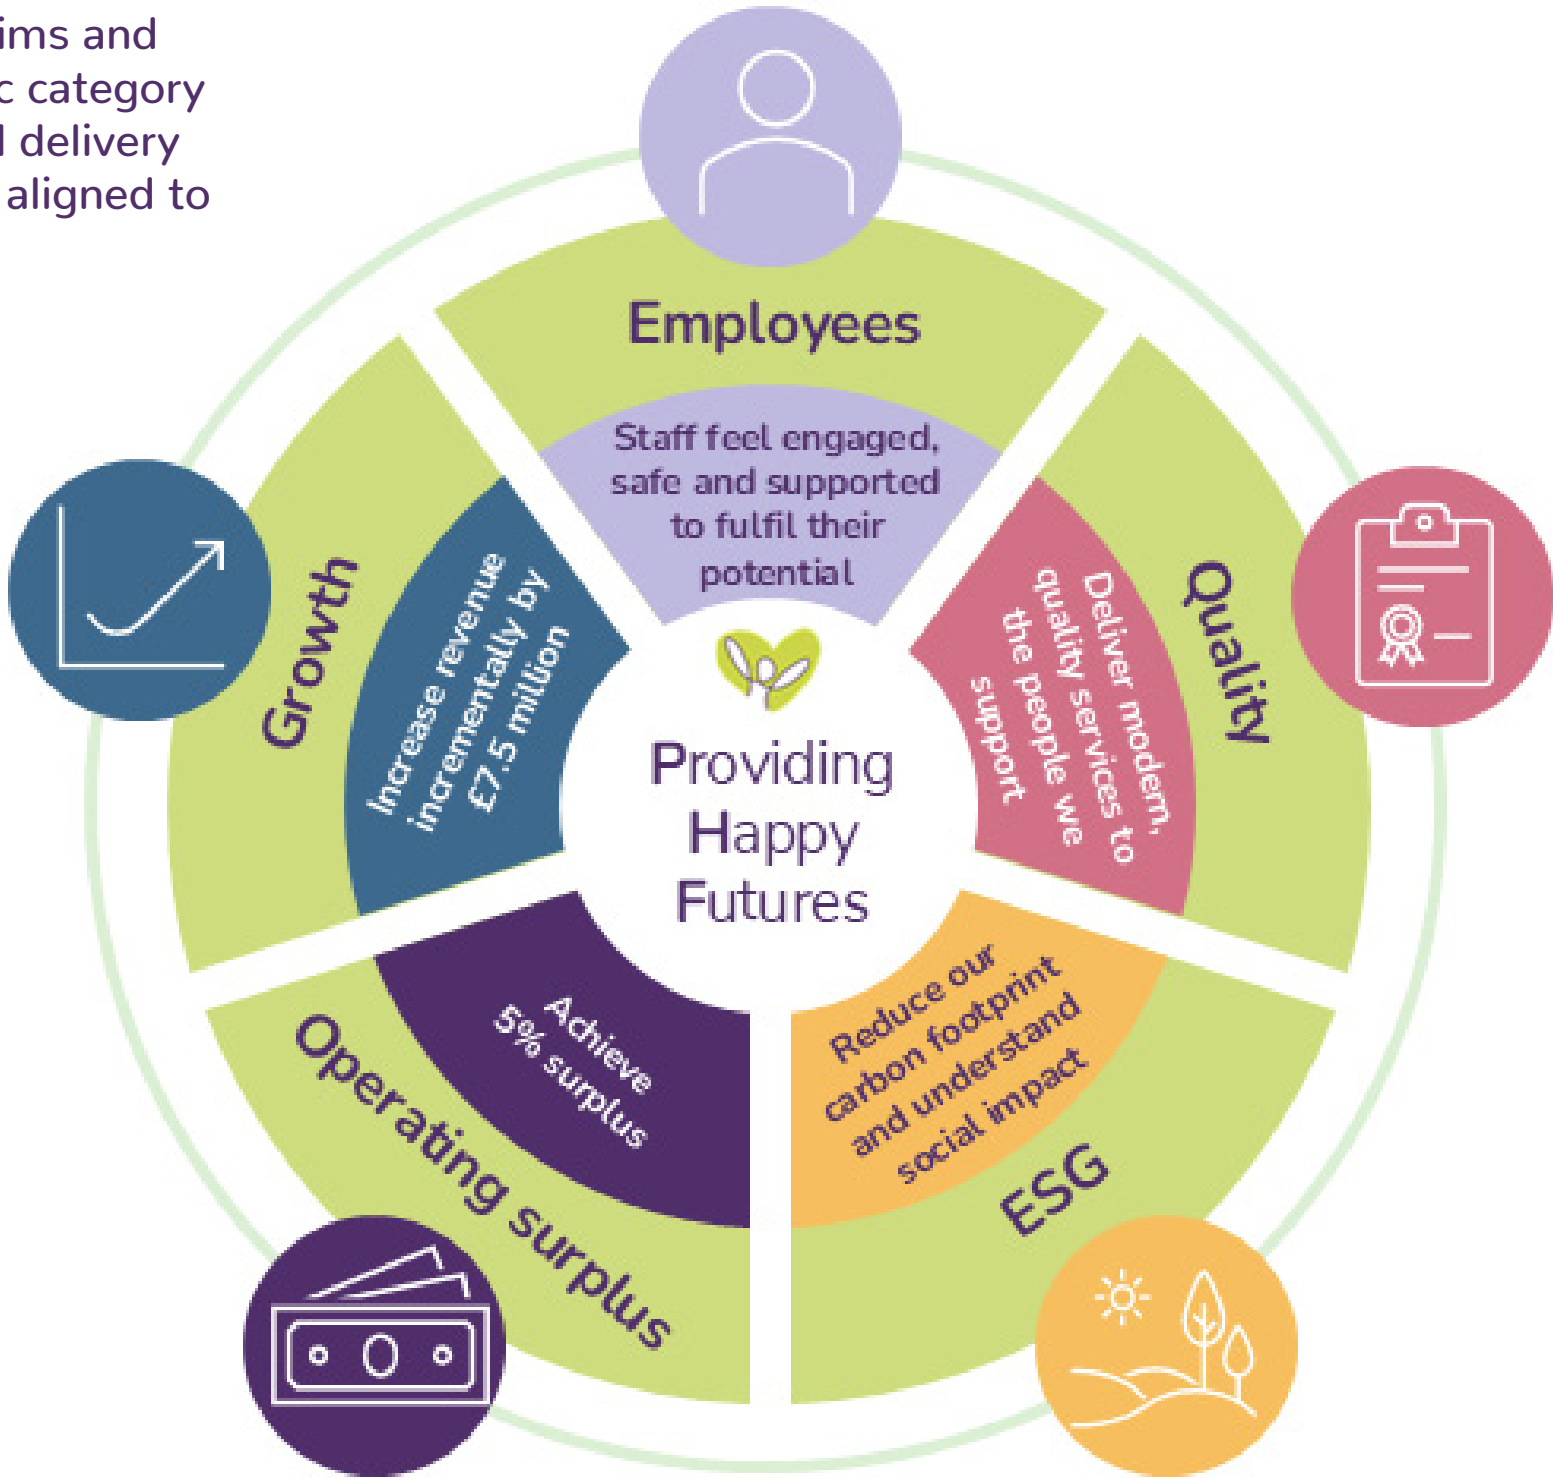 ims and
c category
l delivery
aligned to
Employees
Staff feel engaged,
safe and supported
to fulfil their
potential
Quality
Deliver modern,
quality services to
the people we
support
ESG
Reduce our
carbon footprint
and understand
social impact
Operating surplus
Achieve
5% surplus
Growth
Increase revenue
incrementally by
£7.5 million
Providing
Happy
Futures